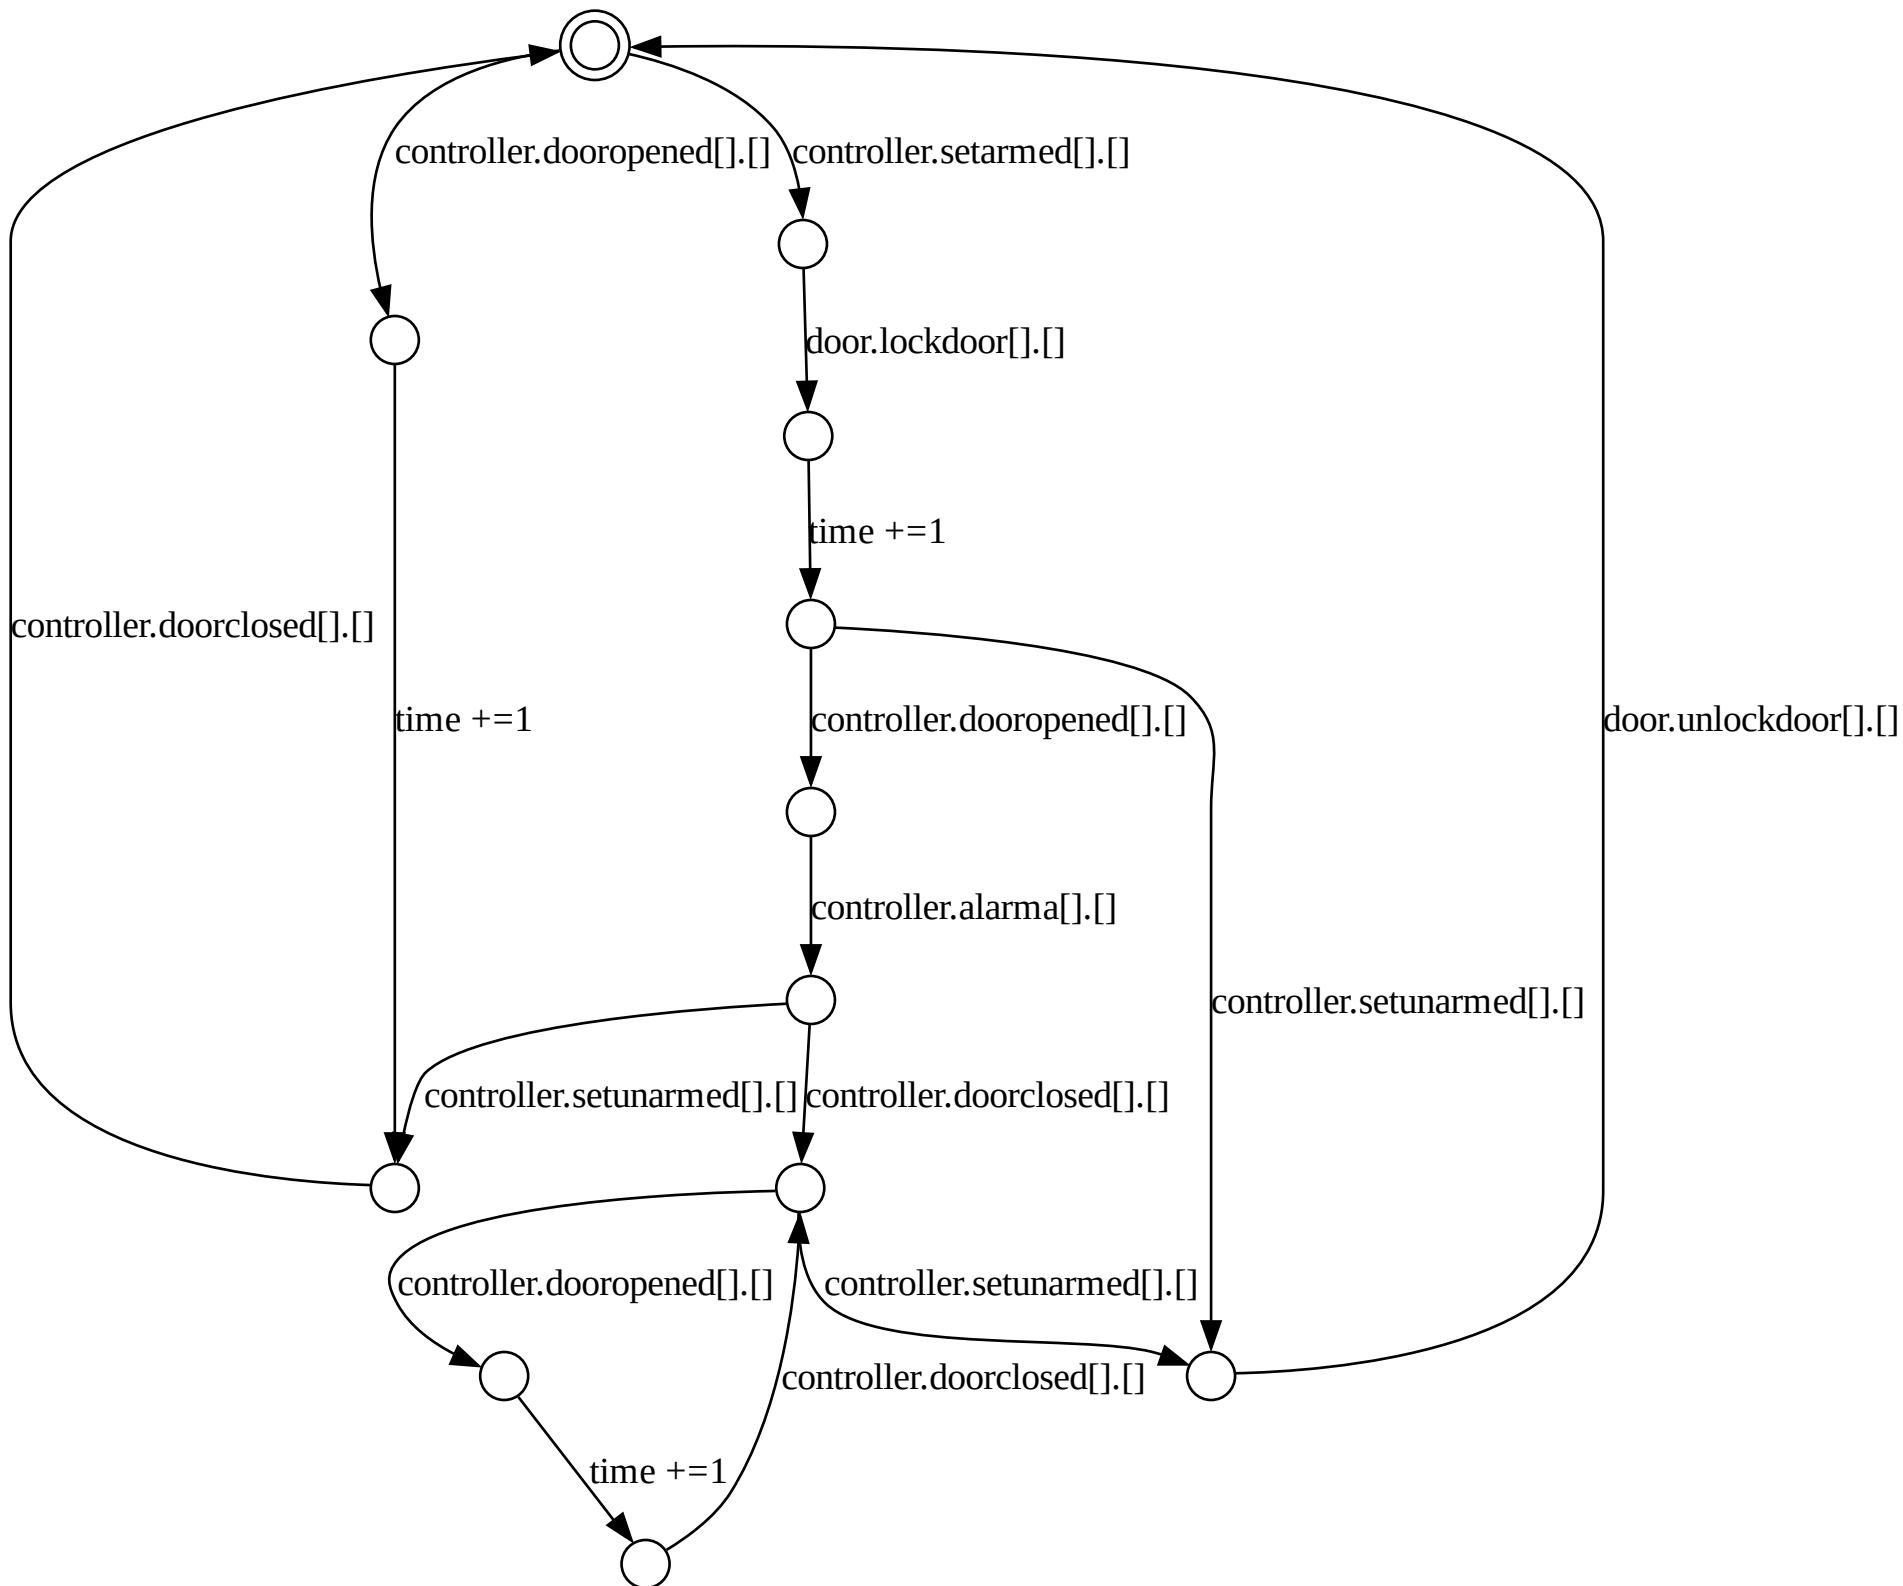 controller.dooropened[].[]
controller.setarmed[].[]
door.lockdoor[].[]
time +=1
controller.doorclosed[].[]
time +=1
controller.dooropened[].[]
door.unlockdoor[].[]
controller.alarma[].[]
controller.setunarmed[].[]
controller.setunarmed[].[]
controller.doorclosed[].[]
controller.dooropened[].[]
controller.setunarmed[].[]
controller.doorclosed[].[]
time +=1